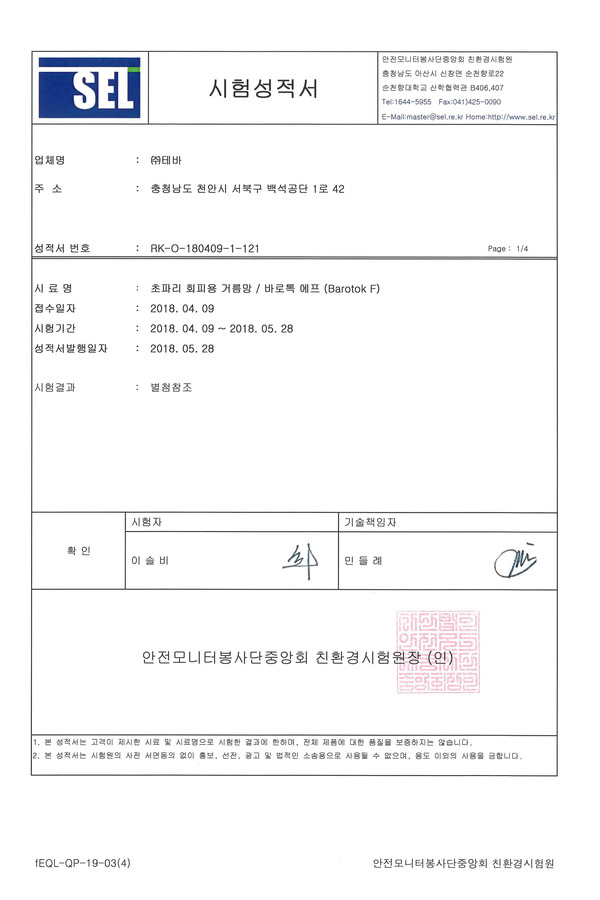 SEL
시험성적서
안전모니터봉사단중앙회 친환경시험원
충청남도 아산시 신창면 순천향로22
순천향대학교 산학협력관 B406,407
Tel:1644-5955 Fax:041)425-0090
E-Mail:master@sel.re.kr Home:http://www.sel.re.kr
업체명 : ㈜테바
주 소 : 충청남도 천안시 서북구 백석공단 1로 42
성적서 번호 : RK-O-180409-1-121 Page : 1/4
시 료 명 : 초파리 회피용 거름망 / 바로톡 에프 (Barotok F)
접수일자 : 2018. 04. 09
시험기간 : 2018. 04. 09 ~ 2018. 05. 28
성적서발행일자 : 2018. 05. 28
시험결과 : 별첨참조
확 인
시험자 기술책임자
이 슬 비 민 들 레
안전모니터봉사단중앙회 친환경시험원장 (인)
1. 본 성적서는 고객이 제시한 시료 및 시료명으로 시험한 결과에 한하며, 전체 제품에 대한 품질을 보증하지는 않습니다.
2. 본 성적서는 시험원의 사전 서면동의 없이 홍보, 선전, 광고 및 법적인 소송용으로 사용될 수 없으며, 용도 이외의 사용을 금합니다.
fEQL-QP-19-03(4) 안전모니터봉사단중앙회 친환경시험원